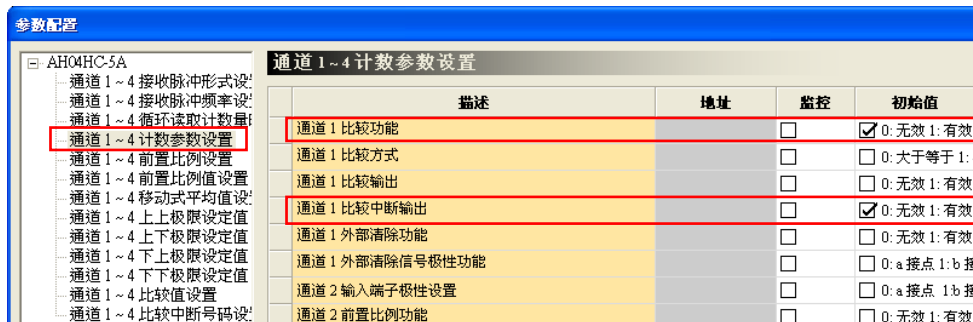 参数配置
AH04HC-5A
通道 1 ~ 4 接收脉冲形式设
通道 1 ~ 4 接收脉冲频率设
通道 1 ~ 4 循环读取计数量
通道 1 ~ 4 计数参数设置
通道 1 ~ 4 前置比例设置
通道 1 ~ 4 前置比例值设置
通道 1 ~ 4 移动式平均值设
通道 1 ~ 4 上上极限设定值
通道 1 ~ 4 上下极限设定值
通道 1 ~ 4 下上极限设定值
通道 1 ~ 4 下下极限设定值
通道 1 ~ 4 比较值设置
通道 1 ~ 4 比较中断号码设
通道 1~4 计数参数设置
描述 地址 监控 初始值
通道 1 比较功能 0: 无效 1: 有效
通道 1 比较方式 0: 大于等于 1:
通道 1 比较输出 0: 无效 1: 有效
通道 1 比较中断输出 0: 无效 1: 有效
通道 1 外部清除功能 0: 无效 1: 有效
通道 1 外部清除信号极性功能 0: a 接点 1: b 接
通道 2 输入端子极性设置 0: a 接点 1:b 接
通道 2 前置比例功能 0: 无效 1: 有效